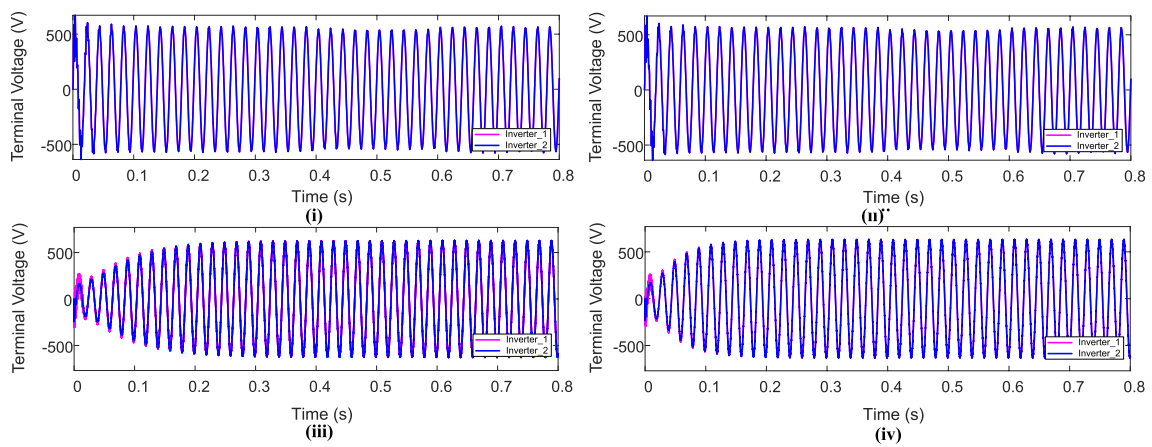 Terminal Voltage (V)
500
0
-500
Inverter_1
Inverter_2
0 0.1 0.2 0.3 0.4 0.5 0.6 0.7 0.8
Time (s)
(i)
Terminal Voltage (V)
500
0
-500
Inverter_1
Inverter_2
0 0.1 0.2 0.3 0.4 0.5 0.6 0.7 0.8
Time (s)
(ii)
Terminal Voltage (V)
500
0
-500
Inverter_1
Inverter_2
0 0.1 0.2 0.3 0.4 0.5 0.6 0.7 0.8
Time (s)
(iii)
Terminal Voltage (V)
500
0
-500
Inverter_1
Inverter_2
0 0.1 0.2 0.3 0.4 0.5 0.6 0.7 0.8
Time (s)
(iv)